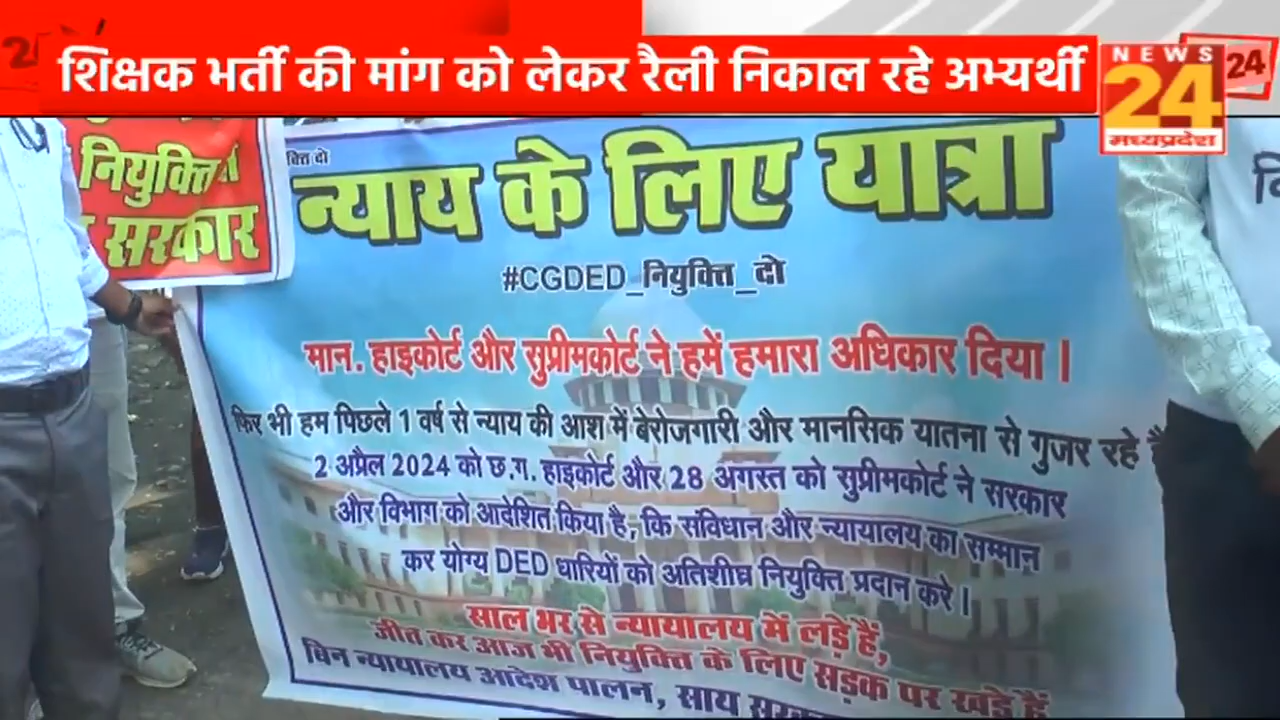 शिक्षक भर्ती की मांग को लेकर रैली निकाल रहे अभ्यर्थी
NEWS
24
मध्यप्रदेश
24
नियुक्ति
सरकार
न्याय के लिए यात्रा
#CGDED_नियुक्ति_दो
मान. हाइकोर्ट और सुप्रीमकोर्ट ने हमें हमारा अधिकार दिया ।
फिर भी हम पिछले 1 वर्ष से न्याय की आश में बेरोजगारी और मानसिक यातना से गुजर रहे
2 अप्रैल 2024 को छ.ग. हाइकोर्ट और 28 अगस्त को सुप्रीमकोर्ट ने सरकार
और विभाग को आदेशित किया है, कि संविधान और न्यायालय का सम्मान
कर योग्य DED धारियों को अतिशीघ्र नियुक्ति प्रदान करे ।
साल भर से न्यायालय में लड़े हैं,
जीत कर आज भी नियुक्ति के लिए सड़क पर खड़े हैं
बिन न्यायालय आदेश पालन, साय